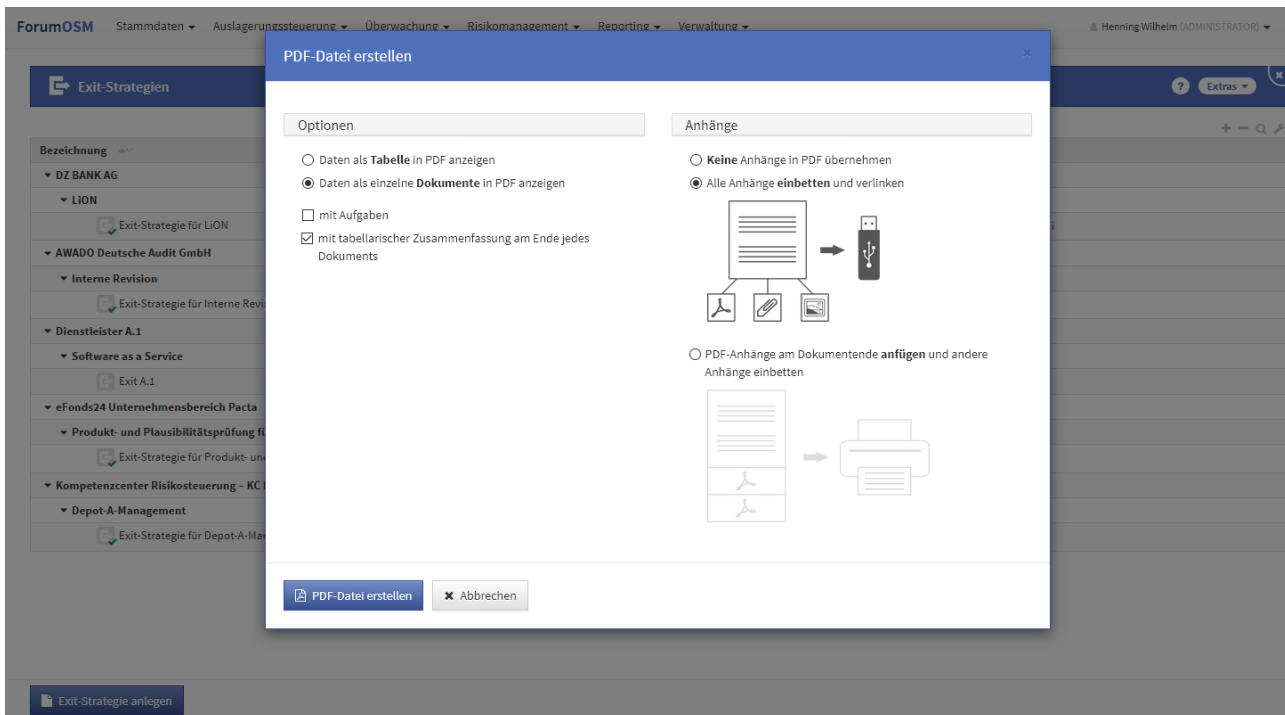 ForumOSM Stammdaten Auslagerungssteuerung Überwachung Risikomanagement Reporting Verwaltung Henning Wilhelm (ADMINISTRATOR)
PDF-Datei erstellen
Exit-Strategien
? Extras
Optionen
Anhänge
Daten als Tabelle in PDF anzeigen
Daten als einzelne Dokumente in PDF anzeigen
mit Aufgaben
mit tabellarischer Zusammenfassung am Ende jedes
Dokuments
Keine Anhänge in PDF übernehmen
Alle Anhänge einbetten und verlinken
PDF-Anhänge am Dokumentende anfügen und andere
Anhänge einbetten
Bezeichnung
DZ BANK AG
LiON
Exit-Strategie für LiON
AWADO Deutsche Audit GmbH
Interne Revision
Exit-Strategie für Interne Revi
Dienstleister A.1
Software as a Service
Exit A.1
eFonds24 Unternehmensbereich Pacta
Produkt- und Plausibilitätsprüfung fü
Exit-Strategie für Produkt- un
Kompetenzcenter Risikosteuerung – KC
Depot-A-Management
Exit-Strategie für Depot-A-Ma
PDF-Datei erstellen
Abbrechen
Exit-Strategie anlegen